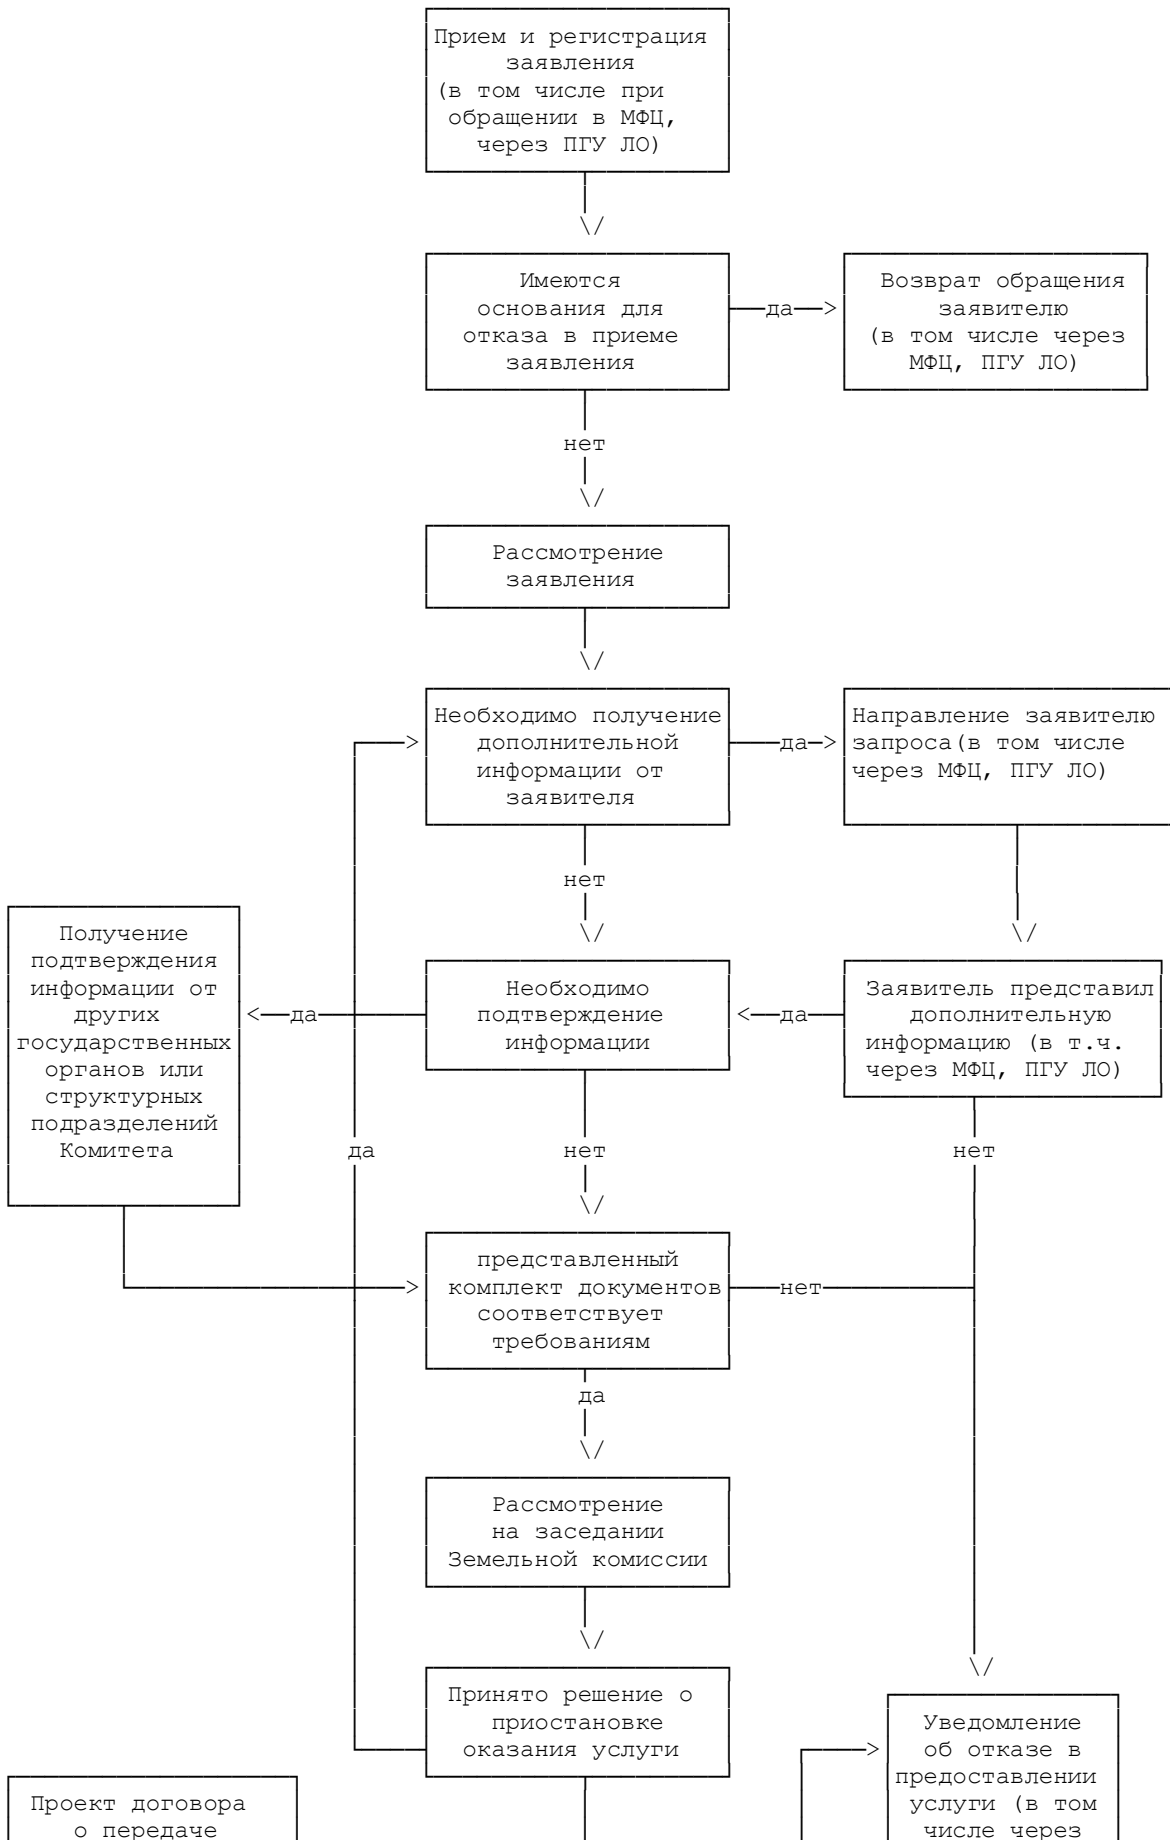 Прием и регистрация
заявления
(в том числе при
обращении в МФЦ,
через ПГУ ЛО)
Имеются
основания для
отказа в приеме
заявления
да
Возврат обращения
заявителю
(в том числе через
МФЦ, ПГУ ЛО)
нет
Рассмотрение
заявления
Необходимо получение
дополнительной
информации от
заявителя
да
Направление заявителю
запроса(в том числе
через МФЦ, ПГУ ЛО)
нет
Получение
подтверждения
информации от
других
государственных
органов или
структурных
подразделений
Комитета
да
Необходимо
подтверждение
информации
да
Заявитель представил
дополнительную
информацию (в т.ч.
через МФЦ, ПГУ ЛО)
да
нет
нет
представленный
комплект документов
соответствует
требованиям
нет
да
Рассмотрение
на заседании
Земельной комиссии
Принято решение о
приостановке
оказания услуги
Уведомление
об отказе в
предоставлении
услуги (в том
числе через
Проект договора
о передаче